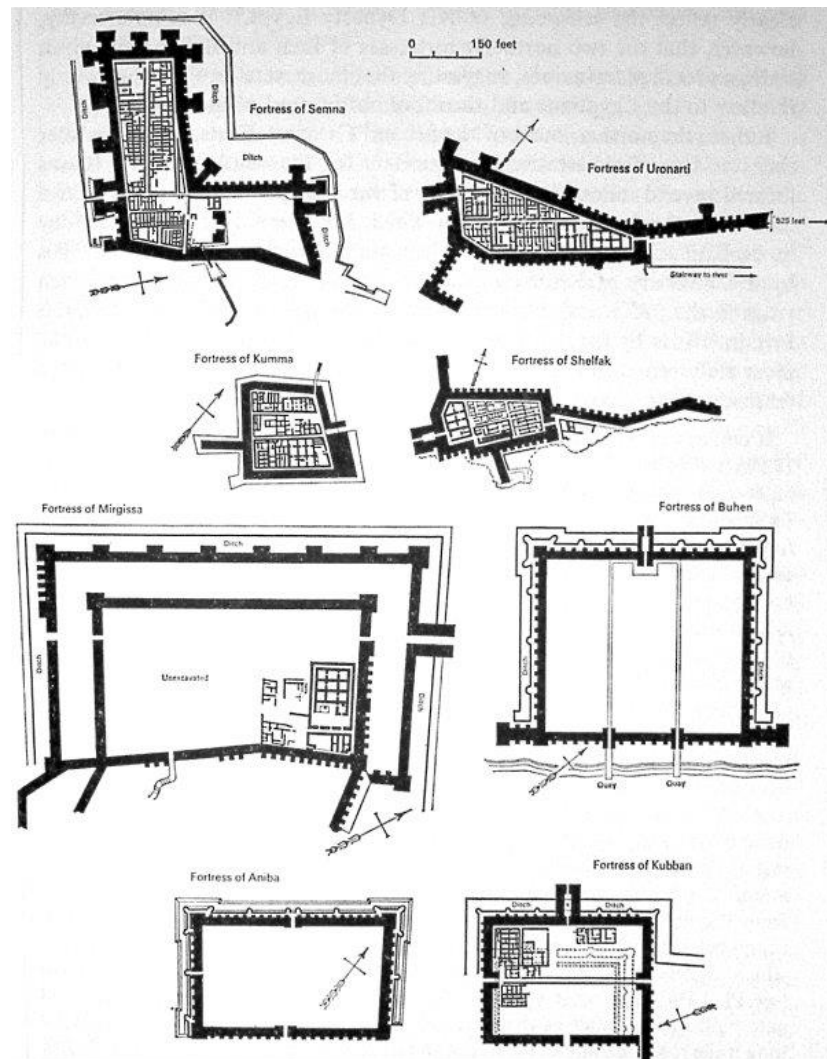 0 150 feet
Fortress of Semna
Ditch
Ditch
Ditch
Ditch
Fortress of Uronarti
525 feet
Stairway to river
Fortress of Kumma
Fortress of Shelfak
Fortress of Mirgissa
Ditch
Ditch
Unexcavated
Ditch
Fortress of Buhen
Ditch
Ditch
Quay
Quay
Fortress of Aniba
Fortress of Kubban
Ditch
Ditch